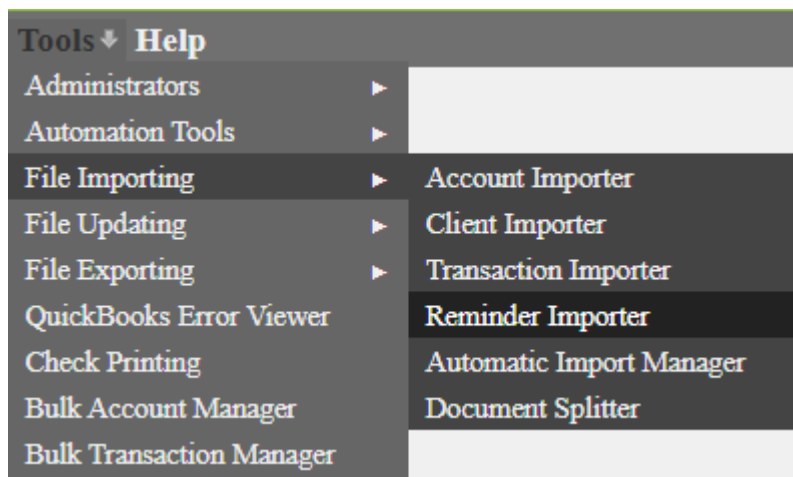 Tools Help
Administrators
Automation Tools
File Importing
File Updating
File Exporting
QuickBooks Error Viewer
Check Printing
Bulk Account Manager
Bulk Transaction Manager
Account Importer
Client Importer
Transaction Importer
Reminder Importer
Automatic Import Manager
Document Splitter